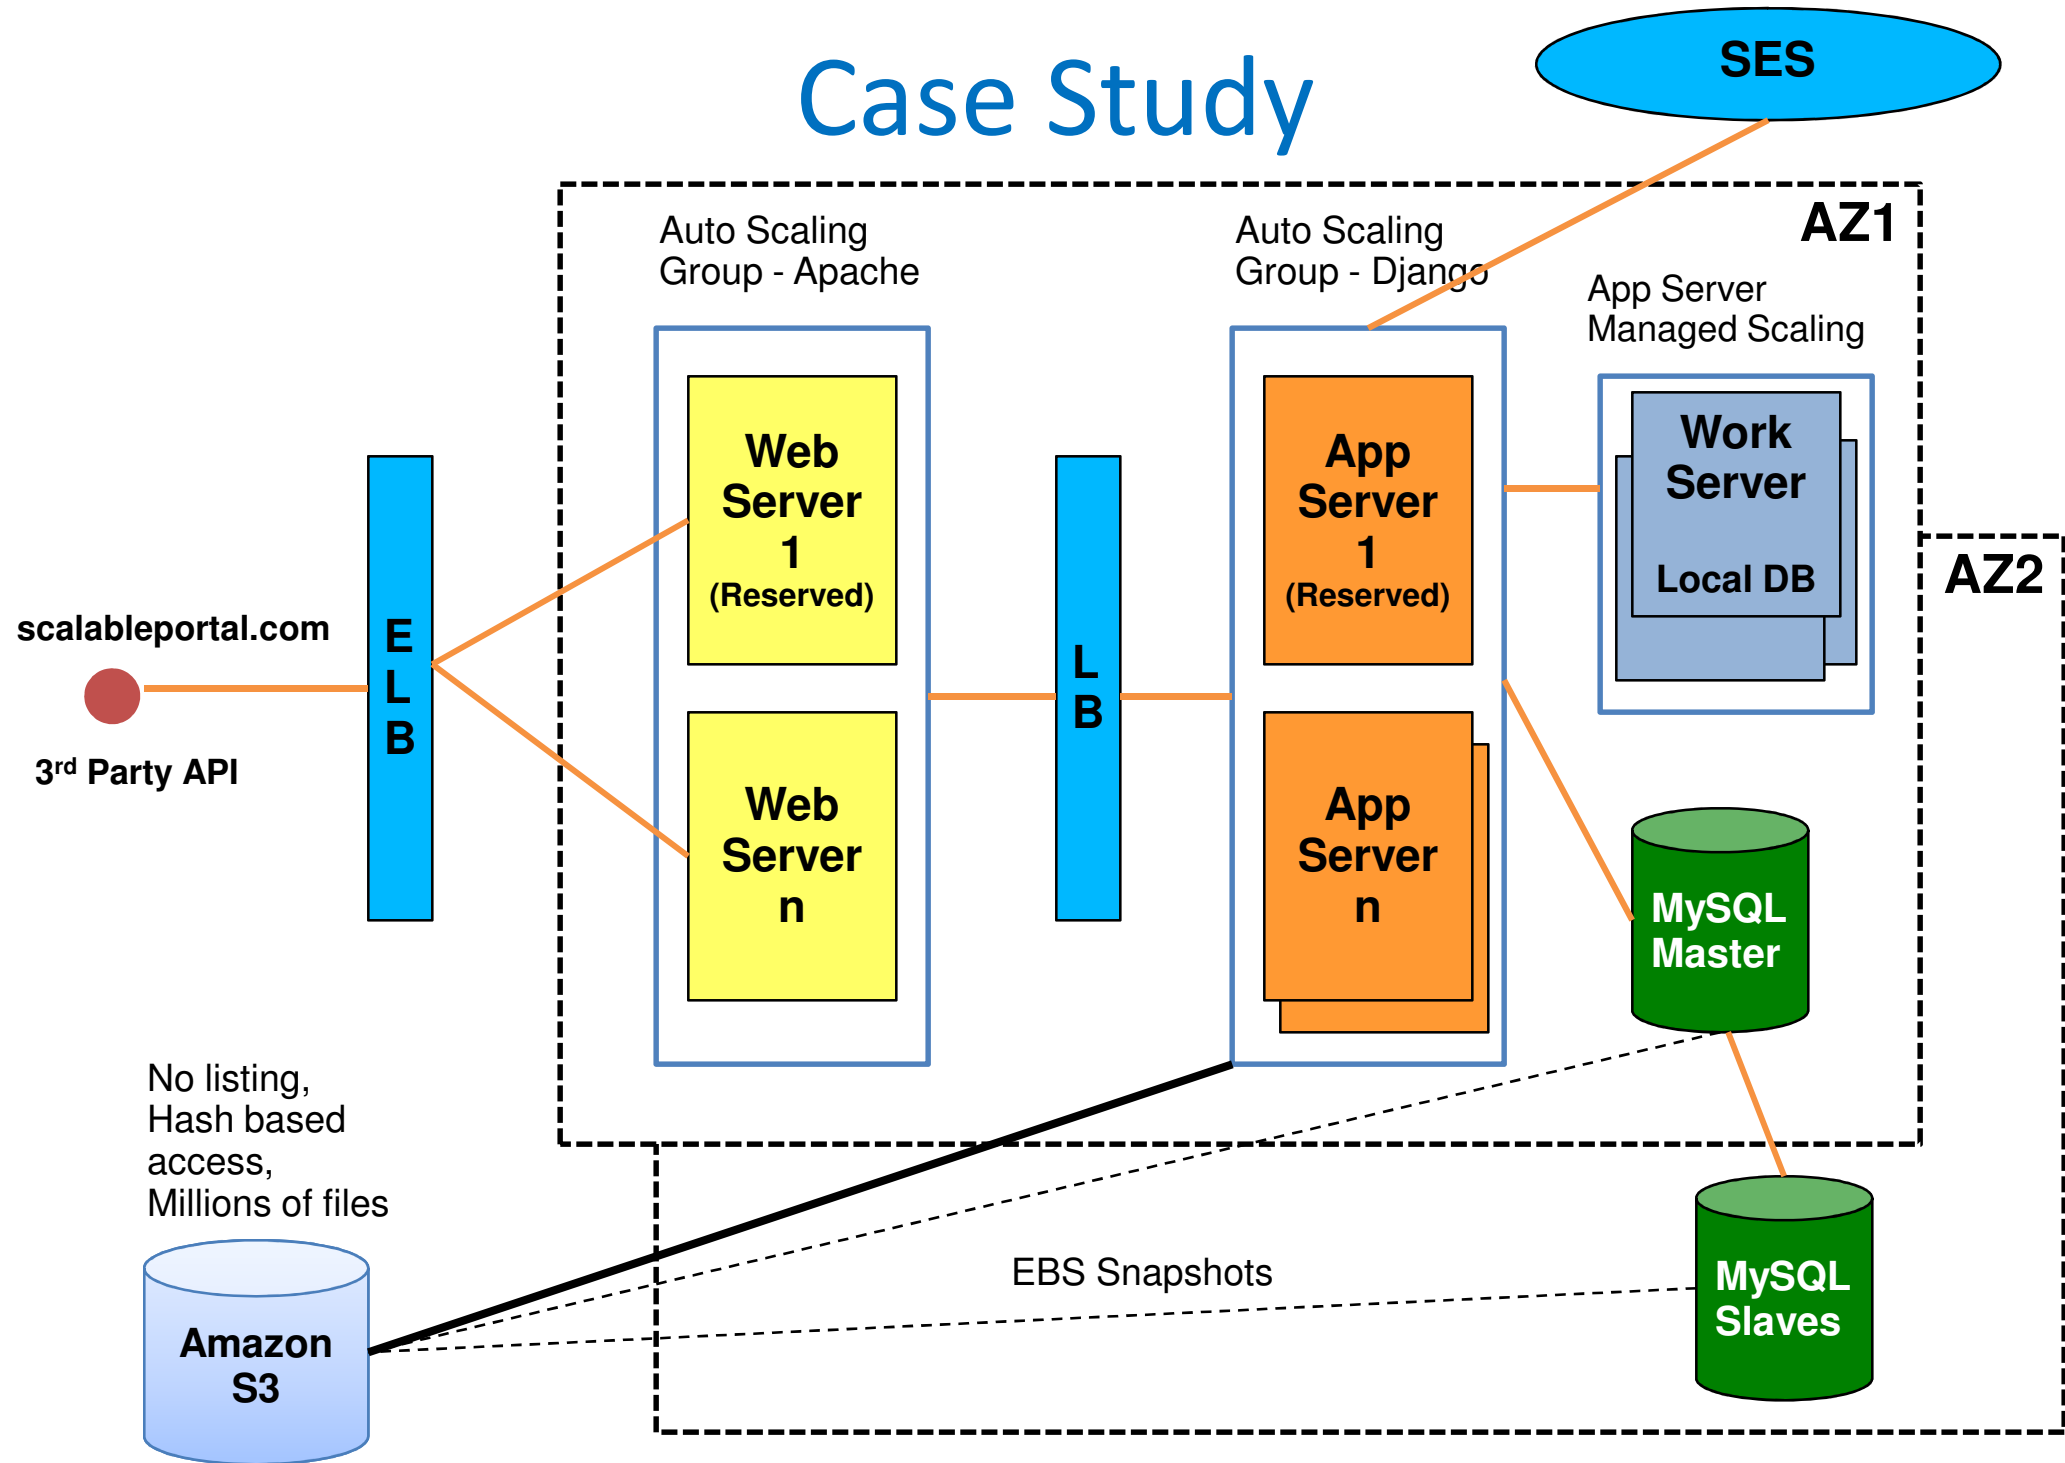 Case Study
SES
AZ1
Auto Scaling
Group - Apache
Auto Scaling
Group - Django
App Server
Managed Scaling
Web
Server
1
(Reserved)
App
Server
1
(Reserved)
Work
Server
Local DB
AZ2
scalableportal.com
3rd Party API
E
L
B
L
B
Web
Server
n
App
Server
n
MySQL
Master
No listing,
Hash based
access,
Millions of files
EBS Snapshots
Amazon
S3
MySQL
Slaves